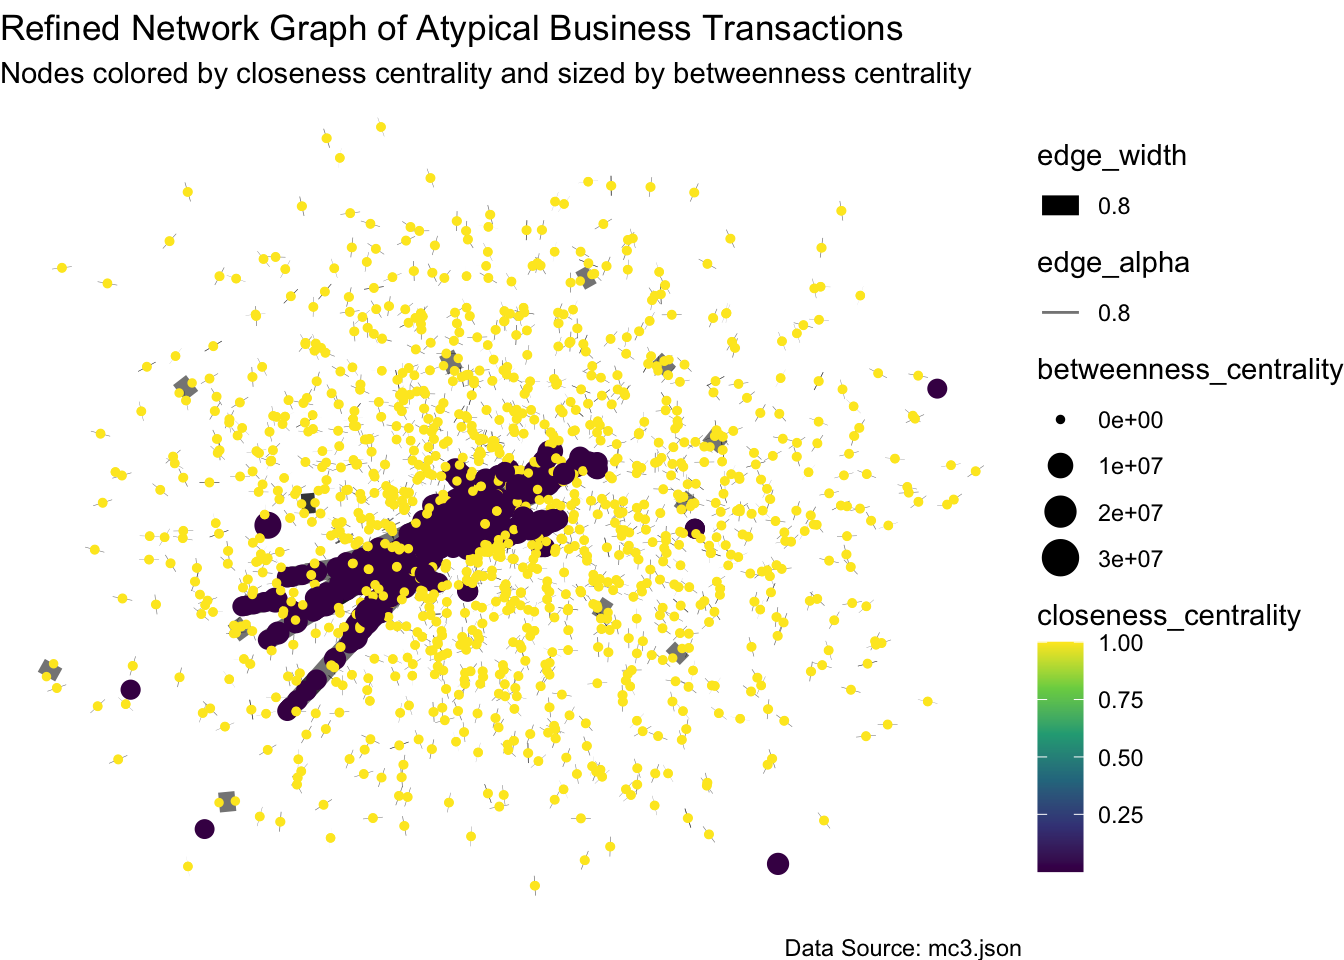 Refined Network Graph of Atypical Business Transactions
Nodes colored by closeness centrality and sized by betweenness centrality
edge_width
0.8
edge_alpha
0.8
betweenness_centrality
0e+00
1e+07
2e+07
3e+07
closeness_centrality
1.00
0.75
0.50
0.25
Data Source: mc3.json